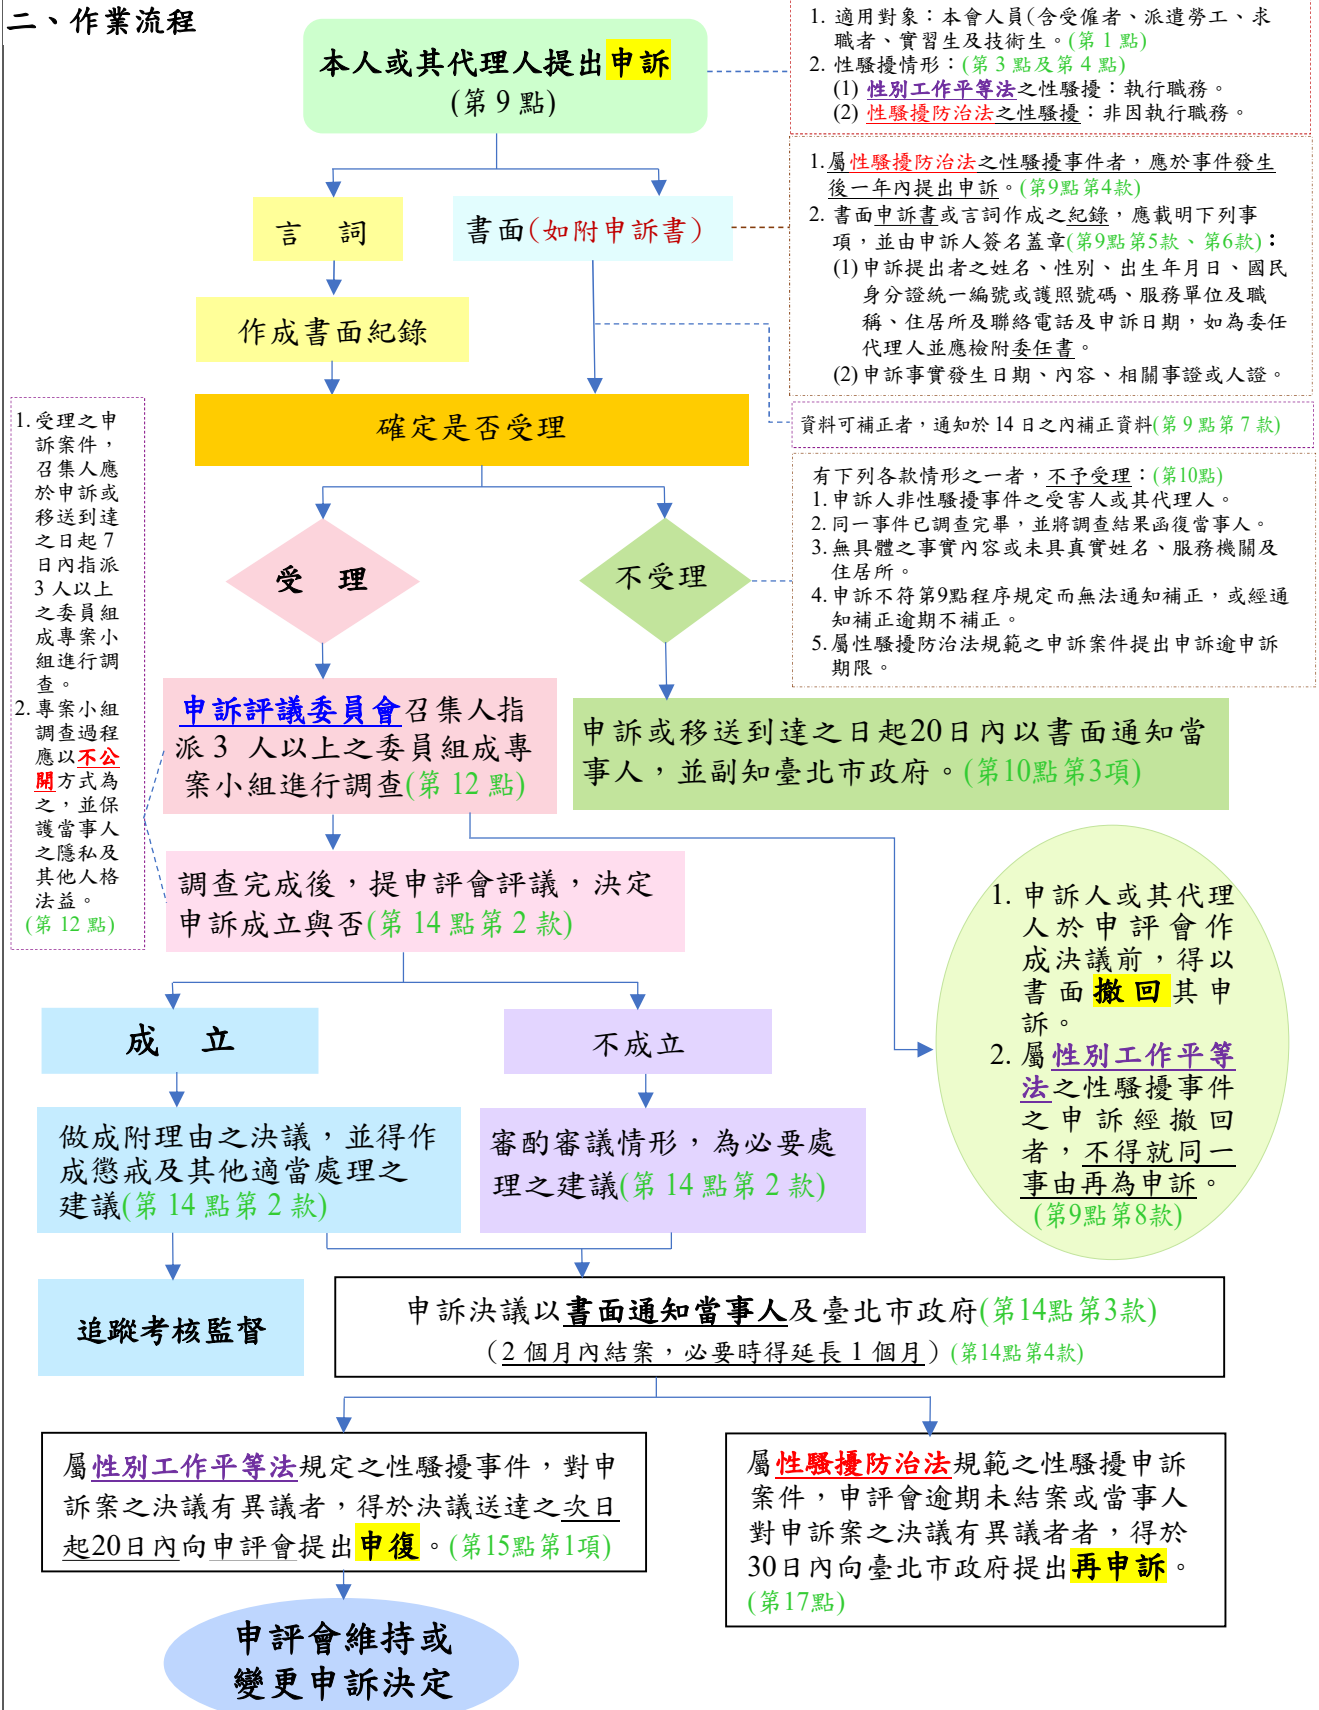 二、作業流程
本人或其代理人提出申訴
(第 9 點)
1. 適用對象：本會人員(含受僱者、派遣勞工、求
職者、實習生及技術生。(第 1 點)
2. 性騷擾情形：(第 3 點及第 4 點)
(1) 性別工作平等法之性騷擾：執行職務。
(2) 性騷擾防治法之性騷擾：非因執行職務。
言 詞
書面(如附申訴書)
1. 屬性騷擾防治法之性騷擾事件者，應於事件發生
後一年內提出申訴。(第9點第4款)
2. 書面申訴書或言詞作成之紀錄，應載明下列事
項，並由申訴人簽名蓋章(第9點第5款、第6款)：
(1)申訴提出者之姓名、性別、出生年月日、國民
身分證統一編號或護照號碼、服務單位及職
稱、住居所及聯絡電話及申訴日期，如為委任
代理人並應檢附委任書。
(2)申訴事實發生日期、內容、相關事證或人證。
作成書面紀錄
資料可補正者，通知於 14 日之內補正資料(第 9 點第 7 款)
確定是否受理
有下列各款情形之一者，不予受理：(第10點)
1. 申訴人非性騷擾事件之受害人或其代理人。
2. 同一事件已調查完畢，並將調查結果函復當事人。
3. 無具體之事實內容或未具真實姓名、服務機關及
住居所。
4. 申訴不符第9點程序規定而無法通知補正，或經通
知補正逾期不補正。
5. 屬性騷擾防治法規範之申訴案件提出申訴逾申訴
期限。
受 理
不受理
1. 受理之申
訴案件，
召集人應
於申訴或
移送到達
之日起 7
日內指派
3 人以上
之委員組
成專案小
組進行調
查。
2. 專案小組
調查過程
應以不公
開方式為
之，並保
護當事人
之隱私及
其他人格
法益。
(第 12 點)
申訴評議委員會召集人指
派 3 人以上之委員組成專
案小組進行調查(第 12 點)
申訴或移送到達之日起20日內以書面通知當
事人，並副知臺北市政府。(第10點第3項)
調查完成後，提申評會評議，決定
申訴成立與否(第 14 點第 2 款)
1. 申訴人或其代理
人於申評會作
成決議前，得以
書面撤回其申
訴。
2. 屬性別工作平等
法之性騷擾事件
之申訴經撤回
者，不得就同一
事由再為申訴。
(第9點第8款)
成 立
不成立
做成附理由之決議，並得作
成懲戒及其他適當處理之
建議(第 14 點第 2 款)
審酌審議情形，為必要處
理之建議(第 14 點第 2 款)
追蹤考核監督
申訴決議以書面通知當事人及臺北市政府(第14點第3款)
（2 個月內結案，必要時得延長 1 個月）(第14點第4款)
屬性別工作平等法規定之性騷擾事件，對申
訴案之決議有異議者，得於決議送達之次日
起20日內向申評會提出申復。(第15點第1項)
屬性騷擾防治法規範之性騷擾申訴
案件，申評會逾期未結案或當事人
對申訴案之決議有異議者者，得於
30日內向臺北市政府提出再申訴。
(第17點)
申評會維持或
變更申訴決定